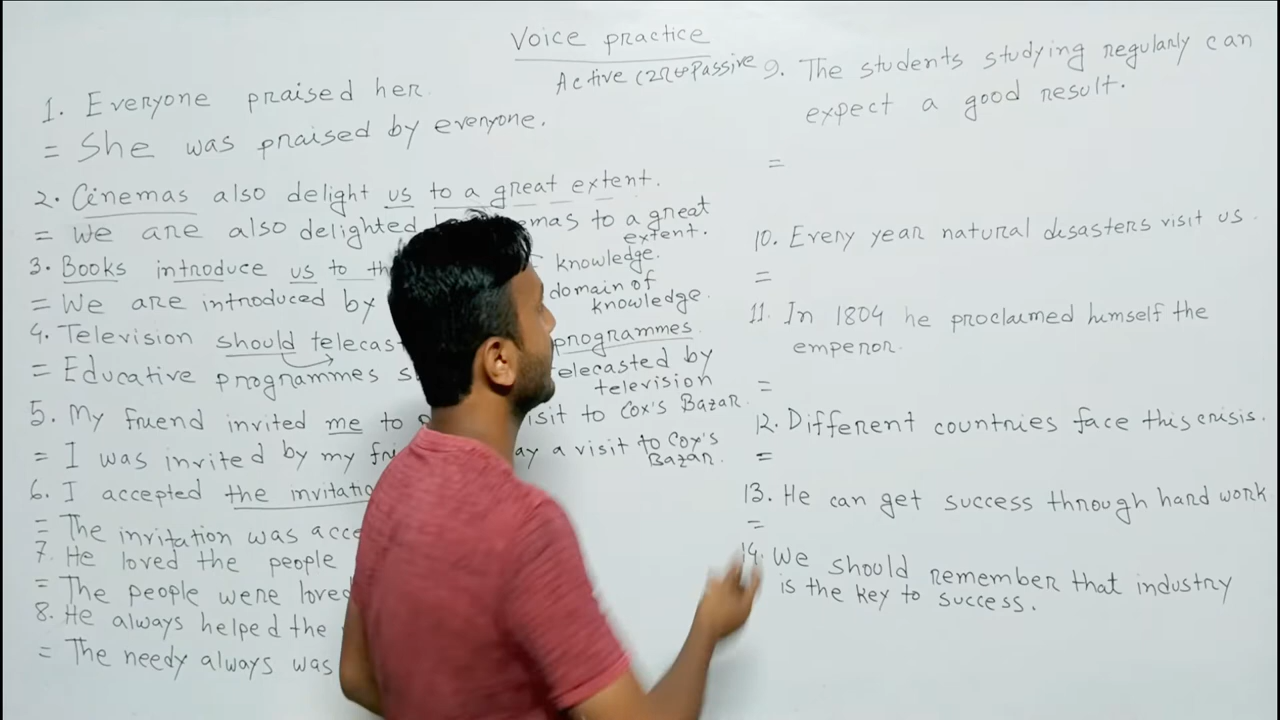 Voice practice
Active থেকে Passive
1. Everyone praised her.
= She was praised by everyone.
2. Cinemas also delight us to a great extent.
= We are also delighted by cinemas to a great
extent.
3. Books introduce us to the knowledge.
= We are introduced by domain of
knowledge.
4. Television should telecast programmes.
= Educative programmes telecasted by
television
5. My friend invited me to visit to Cox's Bazar.
= I was invited by my a visit to Cox's
Bazar.
6. I accepted the
= The invitation was
7. He loved the people
= The people were loved
8. He always helped the
= The needy always was
9. The students studying regularly can
expect a good result.
=
10. Every year natural disasters visit us.
=
11. In 1804 he proclaimed himself the
emperor.
=
12. Different countries face this crisis.
=
13. He can get success through hard work
=
14. We should remember that industry
is the key to success.